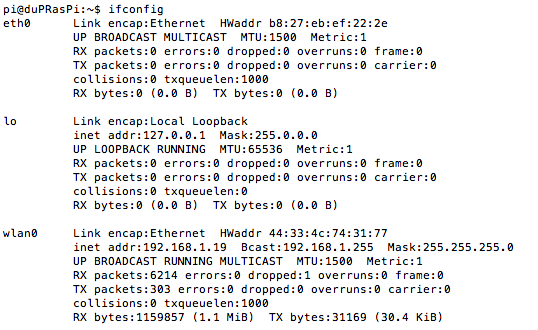 pi@duPRasPi:~$ ifconfig
eth0      Link encap:Ethernet  HWaddr b8:27:eb:ef:22:2e
          UP BROADCAST MULTICAST  MTU:1500  Metric:1
          RX packets:0 errors:0 dropped:0 overruns:0 frame:0
          TX packets:0 errors:0 dropped:0 overruns:0 carrier:0
          collisions:0 txqueuelen:1000
          RX bytes:0 (0.0 B)  TX bytes:0 (0.0 B)

lo        Link encap:Local Loopback
          inet addr:127.0.0.1  Mask:255.0.0.0
          UP LOOPBACK RUNNING  MTU:65536  Metric:1
          RX packets:0 errors:0 dropped:0 overruns:0 frame:0
          TX packets:0 errors:0 dropped:0 overruns:0 carrier:0
          collisions:0 txqueuelen:0
          RX bytes:0 (0.0 B)  TX bytes:0 (0.0 B)

wlan0     Link encap:Ethernet  HWaddr 44:33:4c:74:31:77
          inet addr:192.168.1.19  Bcast:192.168.1.255  Mask:255.255.255.0
          UP BROADCAST RUNNING MULTICAST  MTU:1500  Metric:1
          RX packets:6214 errors:0 dropped:1 overruns:0 frame:0
          TX packets:303 errors:0 dropped:0 overruns:0 carrier:0
          collisions:0 txqueuelen:1000
          RX bytes:1159857 (1.1 MiB)  TX bytes:31169 (30.4 KiB)